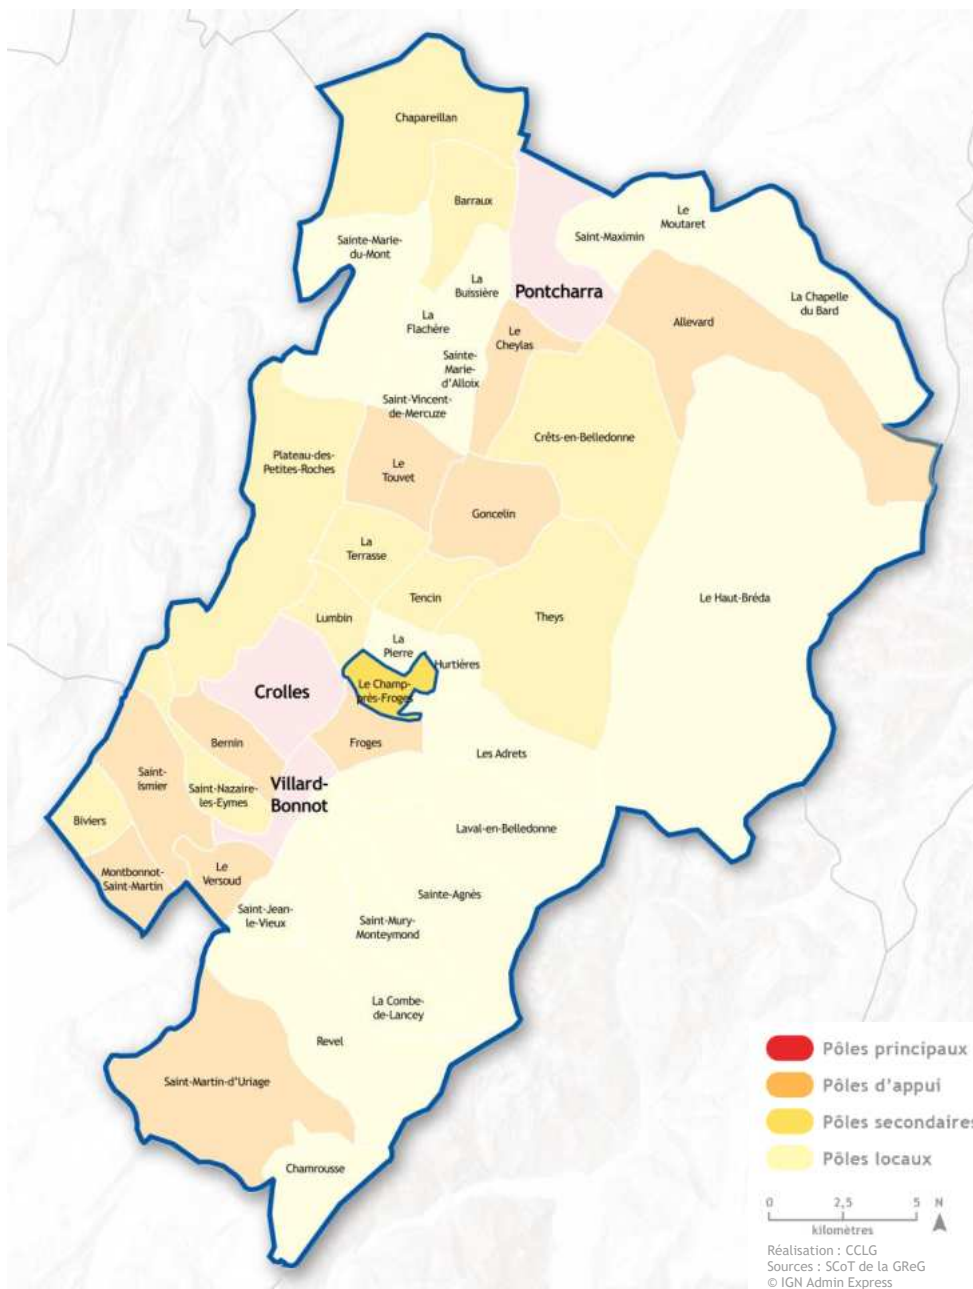 Chapareillan
Barraux
Le
Moutaret
Saint-Maximin
Sainte-Marie-
du-Mont
La
Buissière
Pontcharra
La Chapelle
du Bard
La
Flachère
Allevard
Le
Cheylas
Sainte-
Marie-
d'Alloix
Saint-Vincent-
de-Mercuze
Crêts-en-Belledonne
Plateau-des-
Petites-Roches
Le
Touvet
Goncelin
La
Terrasse
Tencin
Le Haut-Bréda
Lumbin
Theys
La
Pierre
Hurtières
Crolles
Le Champ-
près-Froges
Bernin
Froges
Les Adrets
Saint-
Ismier
Saint-Nazaire-
les-Eymes
Villard-
Bonnot
Biviers
Laval-en-Belledonne
Montbonnot-
Saint-Martin
Le
Versoud
Sainte-Agnès
Saint-Jean-
le-Vieux
Saint-Mury-
Monteymond
La Combe-
de-Lancey
Revel
Saint-Martin-d'Uriage
Chamrousse
Pôles principaux
Pôles d'appui
Pôles secondaires
Pôles locaux
0 2,5 5 N
kilomètres
Réalisation : CCLG
Sources : SCoT de la GReG
© IGN Admin Express